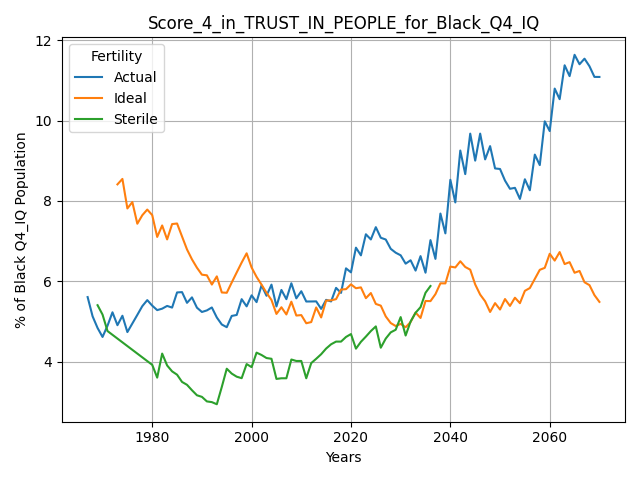 Score_4_in_TRUST_IN_PEOPLE_for_Black_Q4_IQ
12
10
8
6
4
% of Black Q4_IQ Population
Fertility
Actual
Ideal
Sterile
1980 2000 2020 2040 2060
Years